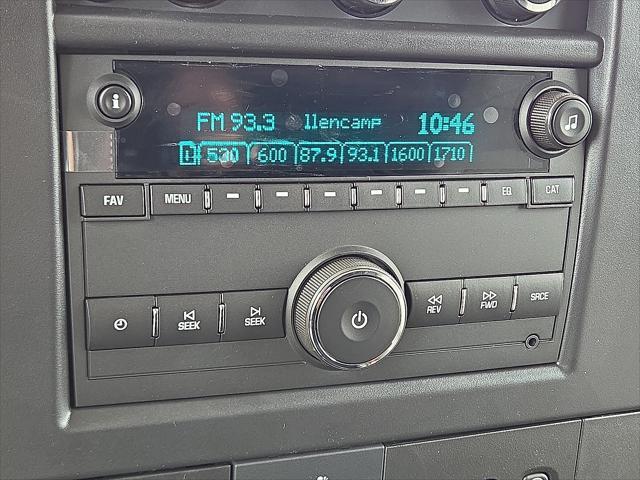 FM 93.3 llencamp 10:46
530 600 87.9 93.1 1600 1710
FAV MENU EQ CAT
SEEK SEEK REV FWD SRCE